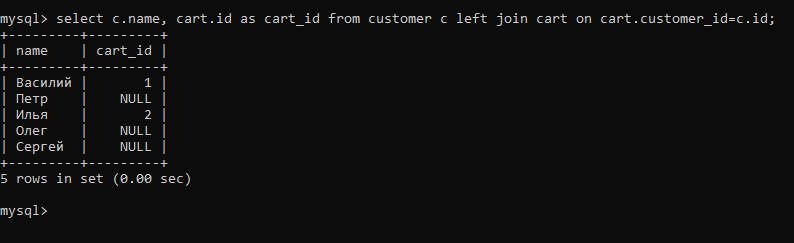 mysql> select c.name, cart.id as cart_id from customer c left join cart on cart.customer_id=c.id;
+---------+---------+
| name    | cart_id |
+---------+---------+
| Василий |       1 |
| Петр    |    NULL |
| Илья    |       2 |
| Олег    |    NULL |
| Сергей  |    NULL |
+---------+---------+
5 rows in set (0.00 sec)
mysql>